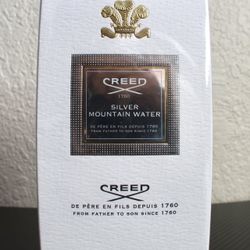 CREED
1760
SILVER
MOUNTAIN WATER
DE PÈRE EN FILS DEPUIS 1760
FROM FATHER TO SON SINCE 1760
CREED
DE PÈRE EN FILS DEPUIS 1760
FROM FATHER TO SON SINCE 1760